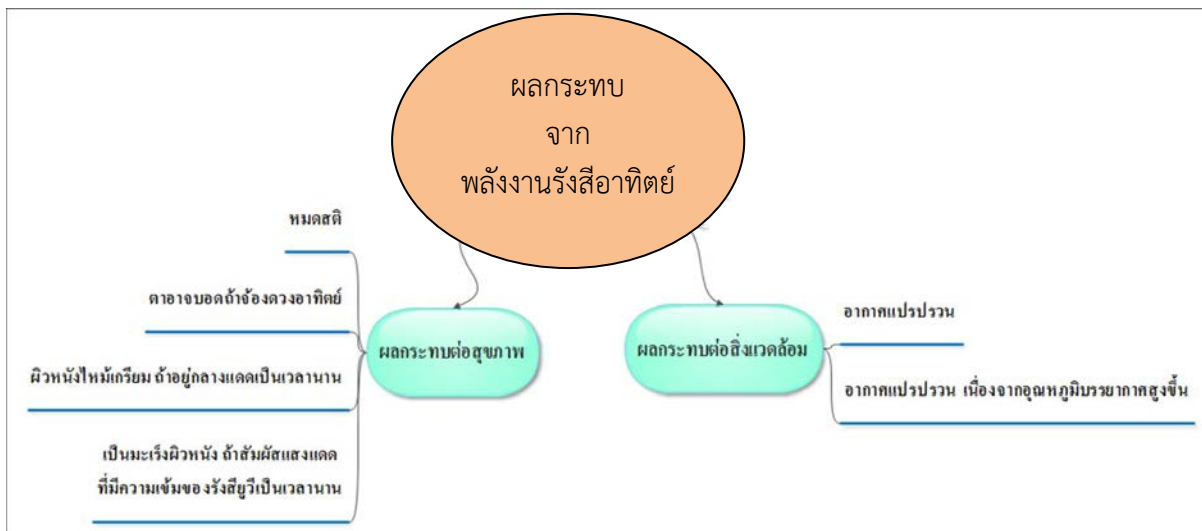 ผลกระทบ
จาก
พลังงานรังสีอาทิตย์
หมดสติ
ตาอาจบอดถ้าจ้องดวงอาทิตย์
ผลกระทบต่อสุขภาพ
ผิวหนังไหม้เกรียม ถ้าอยู่กลางแดดเป็นเวลานาน
เป็นมะเร็งผิวหนัง ถ้าสัมผัสแสงแดด
ที่มีความเข้มของรังสียูวีเป็นเวลานาน
ผลกระทบต่อสิ่งแวดล้อม
อากาศแปรปรวน
อากาศแปรปรวน เนื่องจากอุณหภูมิบรรยากาศสูงขึ้น